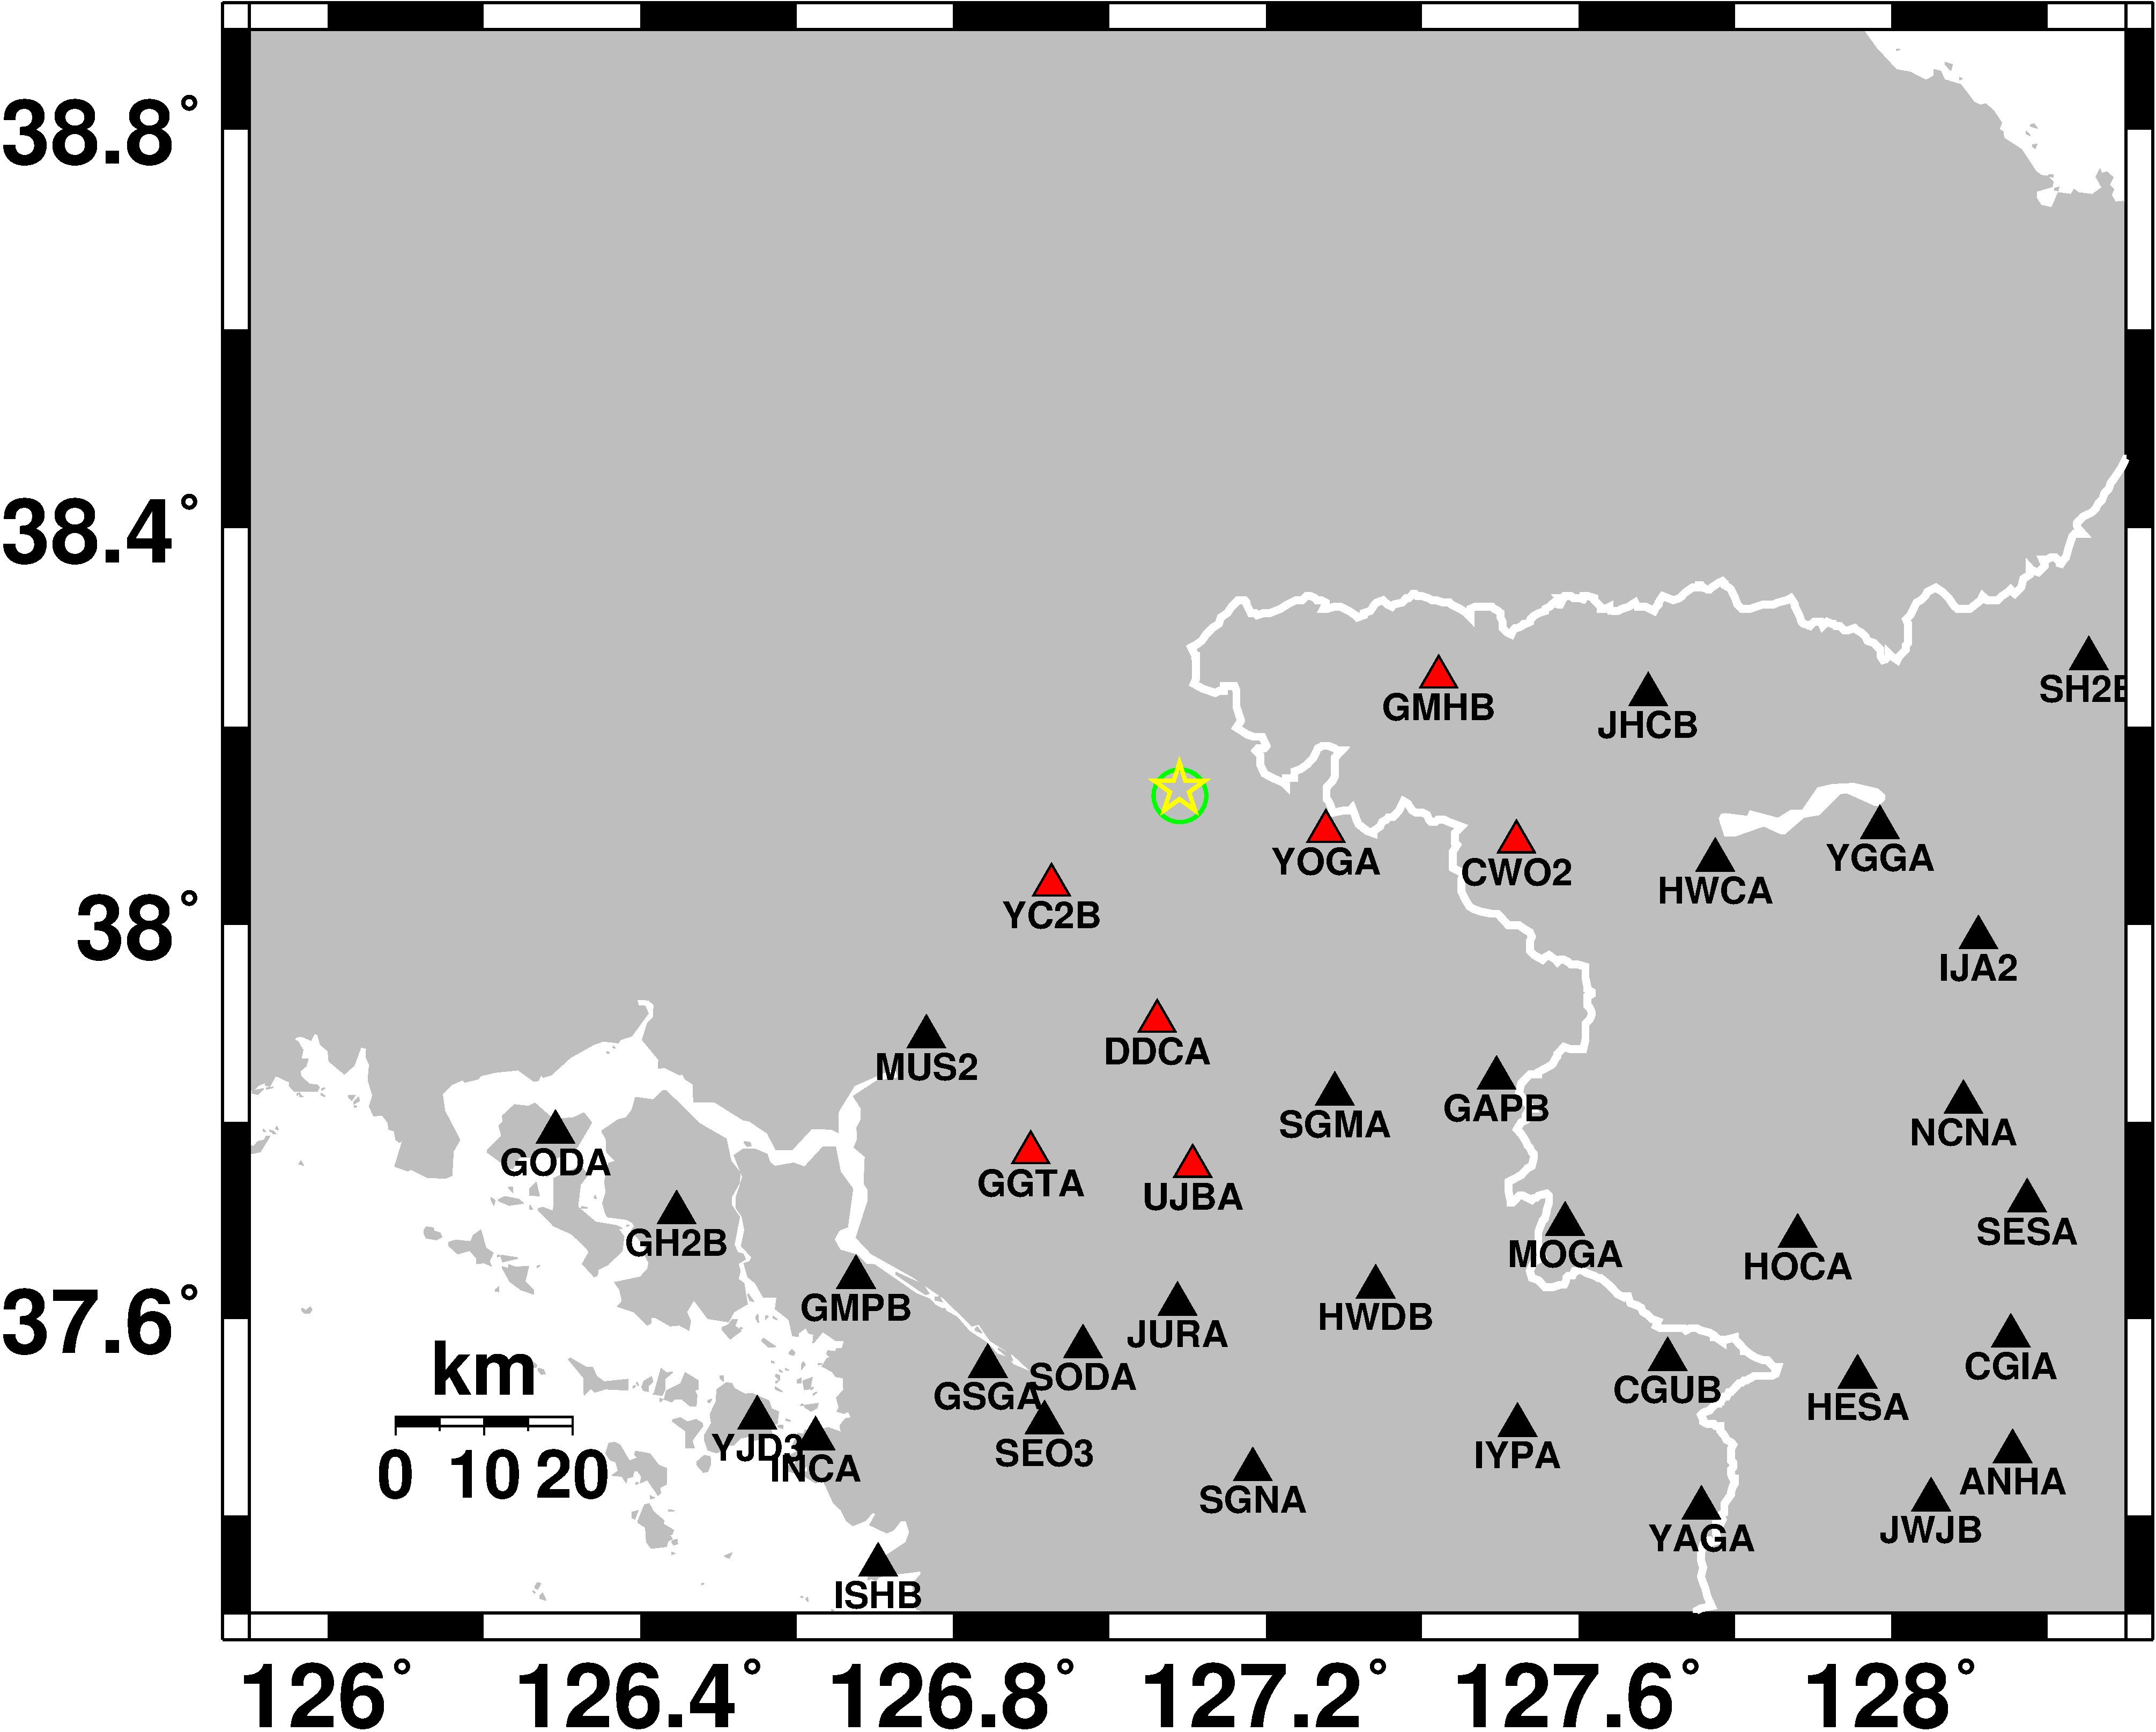 38.8°
38.4°
38°
37.6°
GMHB
JHCB
SH2E
YOGA
CWO2
HWCA
YGGA
YC2B
IJA2
MUS2
DDCA
SGMA
GAPB
NCNA
GODA
GGTA
UJBA
GH2B
MOGA
HOCA
SESA
GMPB
JURA
HWDB
GSGA
SODA
CGUB
HESA
CGIA
YJD3
INCA
SEO3
IYPA
SGNA
ANHA
YAGA
JWJB
ISHB
km
0 10 20
126° 126.4° 126.8° 127.2° 127.6° 128°